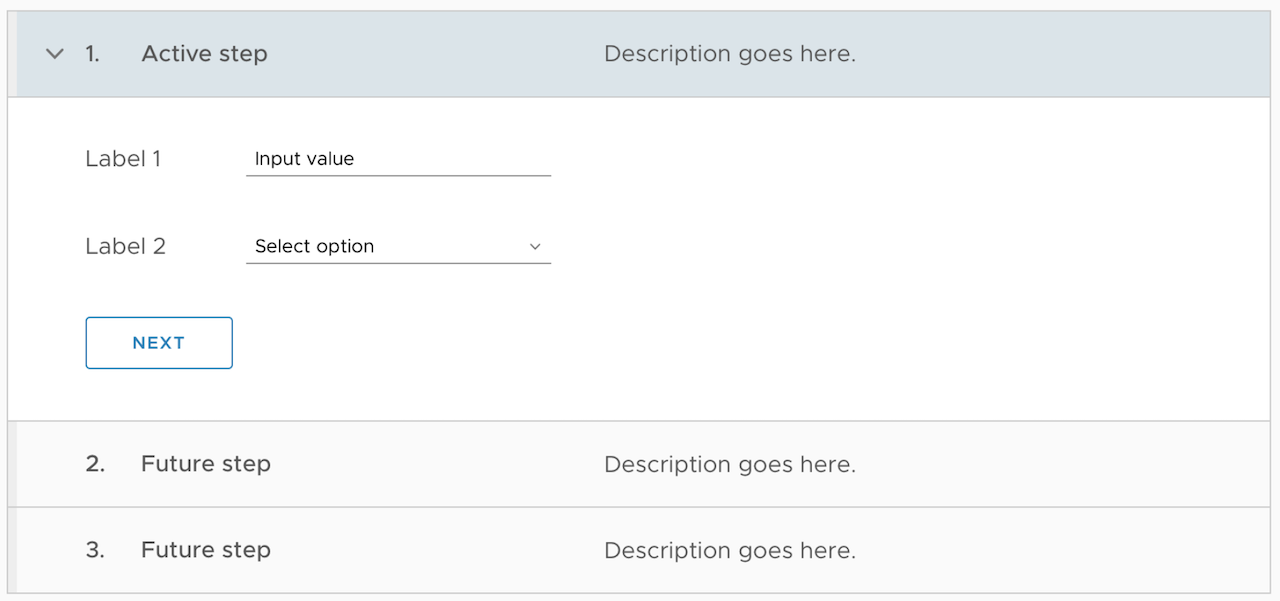 1. Active step Description goes here.
Label 1 Input value
Label 2 Select option
NEXT
2. Future step Description goes here.
3. Future step Description goes here.